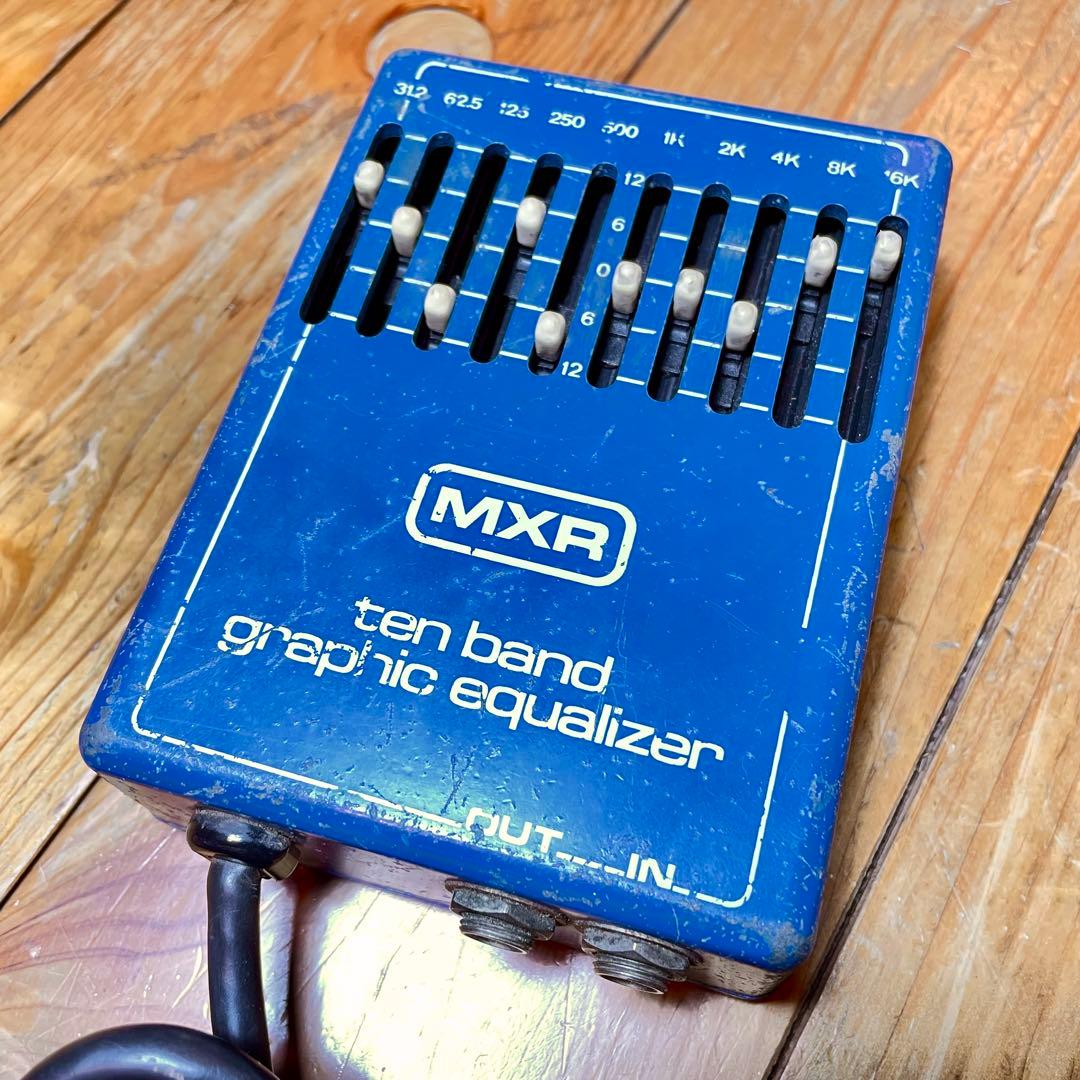 31.2 62.5 125 250 500 1K 2K 4K 8K 16K
12
6
0
6
12
MXR
ten band
graphic equalizer
OUT IN